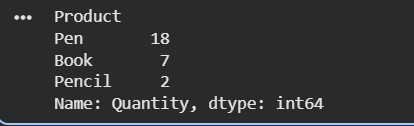 Product
Pen 18
Book 7
Pencil 2
Name: Quantity, dtype: int64